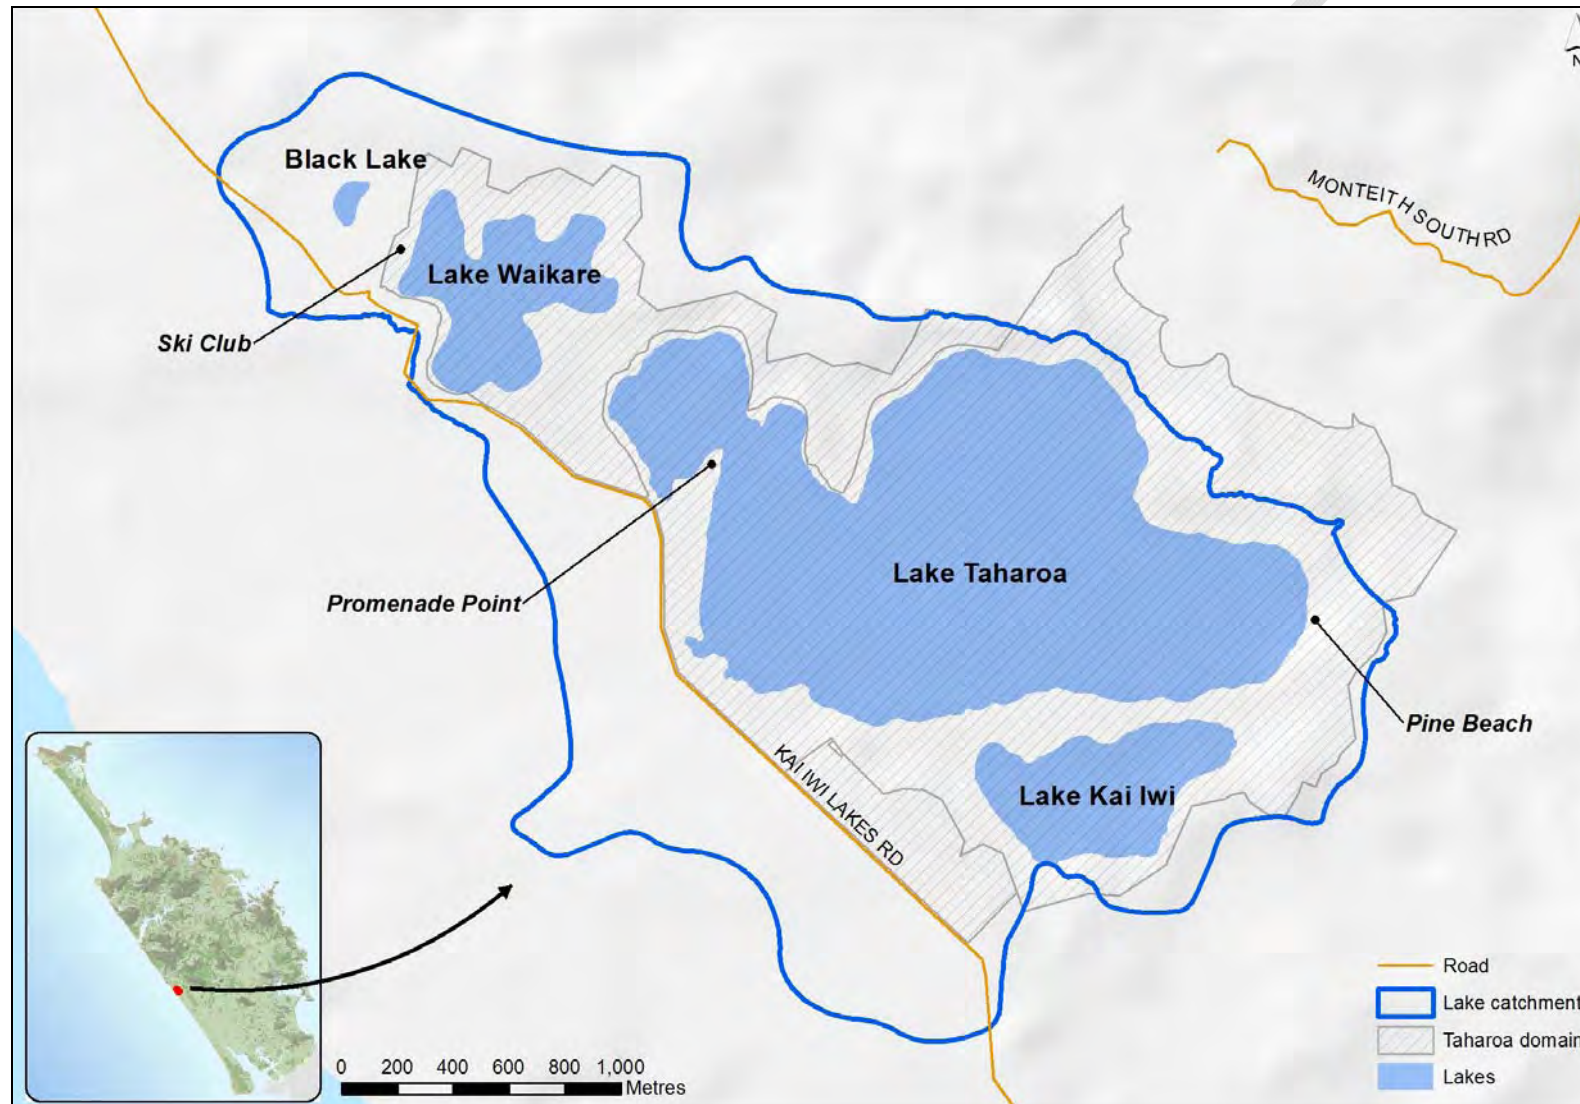 N
MONTEITH SOUTH RD
Black Lake
Lake Waikare
Ski Club
Lake Taharoa
Promenade Point
Pine Beach
KAI IWI LAKES RD
Lake Kai Iwi
Road
Lake catchment
Taharoa domain
Lakes
0 200 400 600 800 1,000
Metres